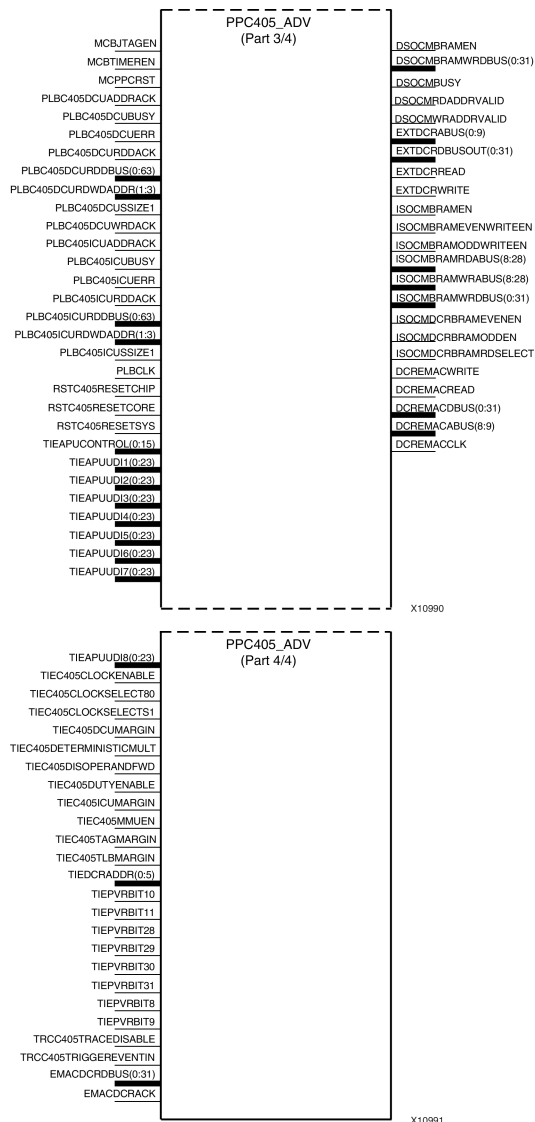 PPC405_ADV
(Part 3/4)
MCBJTAGEN
MCBTIMEREN
MCPPCRST
PLBC405DCUADDRACK
PLBC405DCUBUSY
PLBC405DCUERR
PLBC405DCURDDACK
PLBC405DCURDDBUS(0:63)
PLBC405DCURDWDADDR(1:3)
PLBC405DCUSSIZE1
PLBC405DCUWRDACK
PLBC405ICUADDRACK
PLBC405ICUBUSY
PLBC405ICUERR
PLBC405ICURDDACK
PLBC405ICURDDBUS(0:63)
PLBC405ICURDWDADDR(1:3)
PLBC405ICUSSIZE1
PLBCLK
RSTC405RESETCHIP
RSTC405RESETCORE
RSTC405RESETSYS
TIEAPUCONTROL(0:15)
TIEAPUUDI1(0:23)
TIEAPUUDI2(0:23)
TIEAPUUDI3(0:23)
TIEAPUUDI4(0:23)
TIEAPUUDI5(0:23)
TIEAPUUDI6(0:23)
TIEAPUUDI7(0:23)
DSOCMBRAMEN
DSOCMBRAMWRDBUS(0:31)
DSOCMBUSY
DSOCMRDADDRVALID
DSOCMWRADDRVALID
EXTDCRABUS(0:9)
EXTDCRDBUSOUT(0:31)
EXTDCRREAD
EXTDCRWRITE
ISOCMBRAMEN
ISOCMBRAMEVENWRITEEN
ISOCMBRAMODDWRITEEN
ISOCMBRAMRDABUS(8:28)
ISOCMBRAMWRABUS(8:28)
ISOCMBRAMWRDBUS(0:31)
ISOCMDCRBRAMEVENEN
ISOCMDCRBRAMODDEN
ISOCMDCRBRAMRDSELECT
DCREMACWRITE
DCREMACREAD
DCREMACDBUS(0:31)
DCREMACABUS(8:9)
DCREMACCLK
X10990
PPC405_ADV
(Part 4/4)
TIEAPUUDI8(0:23)
TIEC405CLOCKENABLE
TIEC405CLOCKSELECT80
TIEC405CLOCKSELECTS1
TIEC405DCUMARGIN
TIEC405DETERMINISTICMULT
TIEC405DISOPERANDFWD
TIEC405DUTYENABLE
TIEC405ICUMARGIN
TIEC405MMUEN
TIEC405TAGMARGIN
TIEC405TLBMARGIN
TIEDCRADDR(0:5)
TIEPVRBIT10
TIEPVRBIT11
TIEPVRBIT28
TIEPVRBIT29
TIEPVRBIT30
TIEPVRBIT31
TIEPVRBIT8
TIEPVRBIT9
TRCC405TRACEDISABLE
TRCC405TRIGGEREVENTIN
EMACDCRDBUS(0:31)
EMACDCRACK
X10991